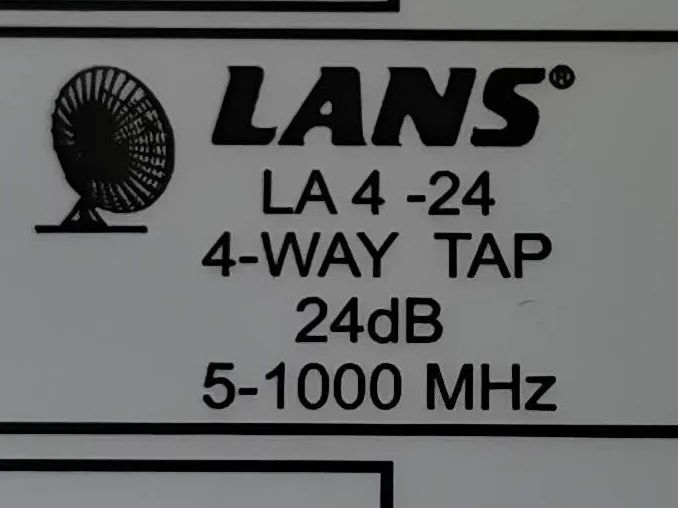 LANS®
LA 4 -24
4-WAY TAP
24dB
5-1000 MHz